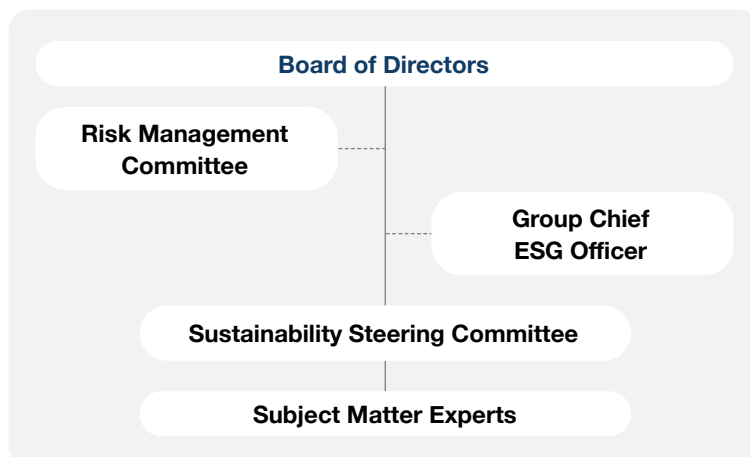 Board of Directors
Risk Management
Committee
Group Chief
ESG Officer
Sustainability Steering Committee
Subject Matter Experts